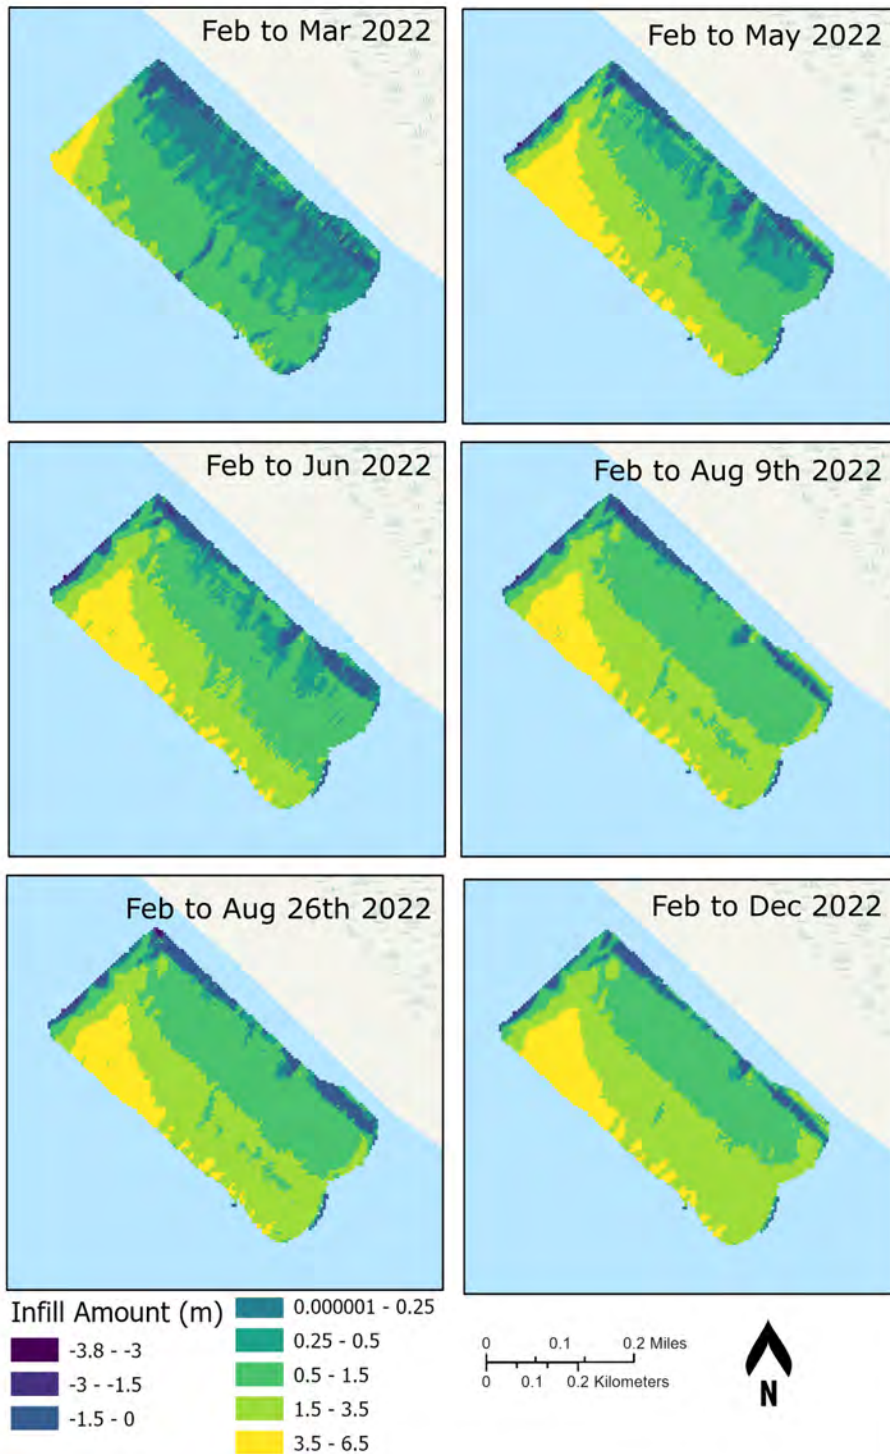 Feb to Mar 2022
Feb to May 2022
Feb to Jun 2022
Feb to Aug 9th 2022
Feb to Aug 26th 2022
Feb to Dec 2022
Infill Amount (m)
-3.8 - -3
-3 - -1.5
-1.5 - 0
0.000001 - 0.25
0.25 - 0.5
0.5 - 1.5
1.5 - 3.5
3.5 - 6.5
0 0.1 0.2 Miles
0 0.1 0.2 Kilometers
N